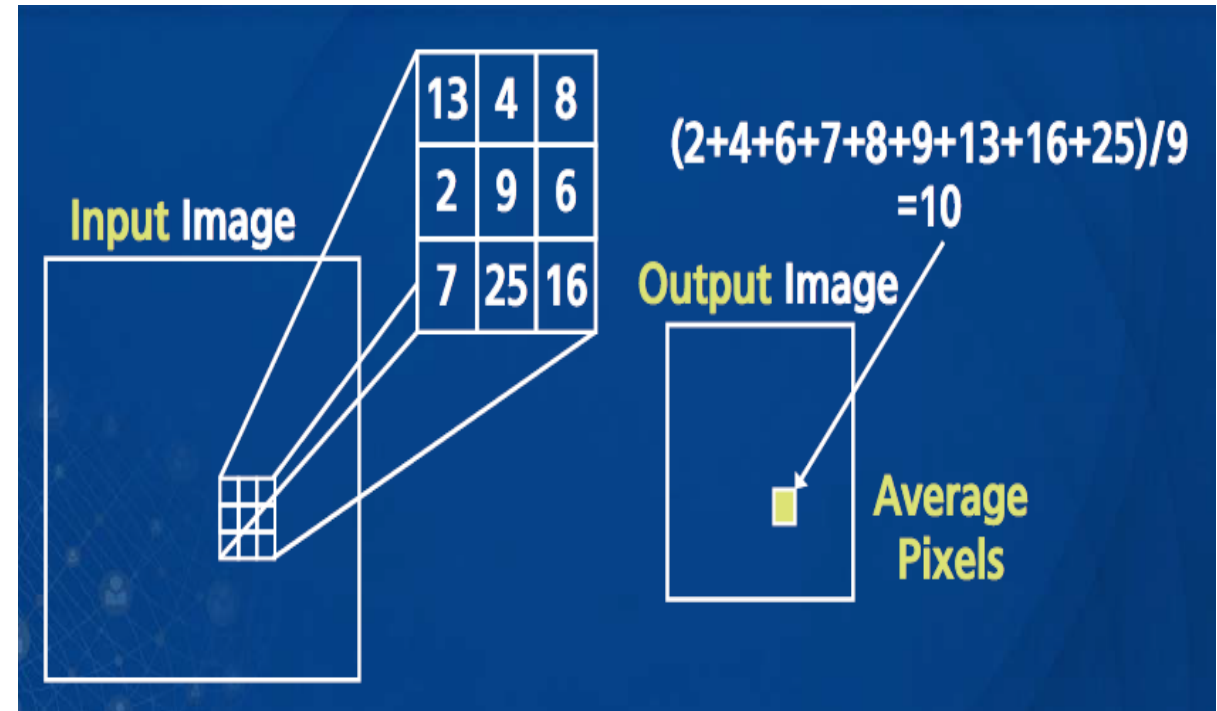 13 4 8
2 9 6
7 25 16
(2+4+6+7+8+9+13+16+25)/9
=10
Input Image
Output Image
Average
Pixels